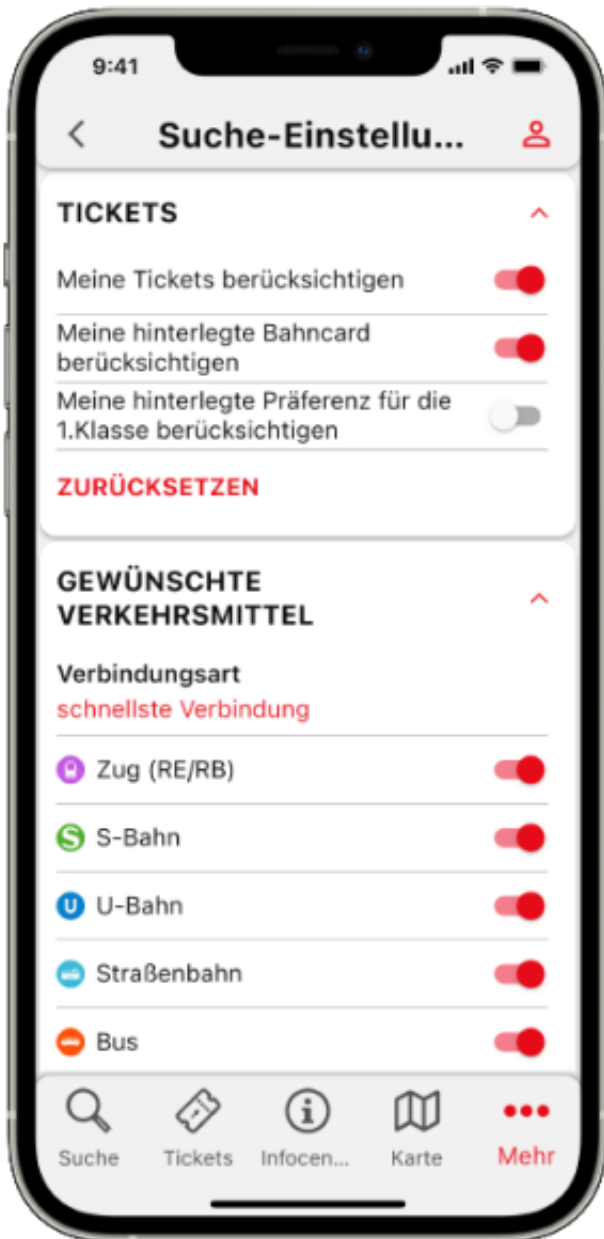 9:41
Suche-Einstellu...
TICKETS
Meine Tickets berücksichtigen
Meine hinterlegte Bahncard
berücksichtigen
Meine hinterlegte Präferenz für die
1.Klasse berücksichtigen
ZURÜCKSETZEN
GEWÜNSCHTE
VERKEHRSMITTEL
Verbindungsart
schnellste Verbindung
Zug (RE/RB)
S S-Bahn
U U-Bahn
Straßenbahn
Bus
Suche Tickets Infocen... Karte Mehr